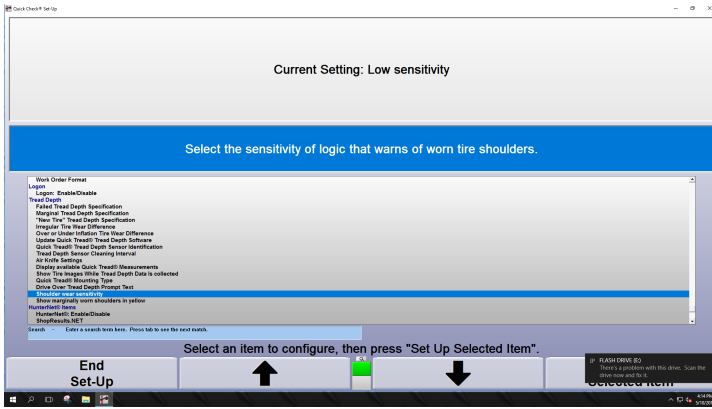 Quick Check® Set-Up
Current Setting: Low sensitivity
Select the sensitivity of logic that warns of worn tire shoulders.
Work Order Format
Logon
Logon: Enable/Disable
Tread Depth
Failed Tread Depth Specification
Marginal Tread Depth Specification
"New Tire" Tread Depth Specification
Irregular Tire Wear Difference
Over or Under Inflation Tire Wear Difference
Update Quick Tread® Tread Depth Software
Quick Tread® Tread Depth Sensor Identification
Tread Depth Sensor Cleaning Interval
Air Knife Settings
Display available Quick Tread® Measurements
Show Tire Images While Tread Depth Data Is collected
Quick Tread® Mounting Type
Drive Over Tread Depth Prompt Text
Shoulder wear sensitivity
Show marginally worn shoulders in yellow
HunterNet® Items
HunterNet®: Enable/Disable
ShopResults.NET
Search - Enter a search term here. Press tab to see the next match.
Select an item to configure, then press "Set Up Selected Item".
End
Set-Up
FLASH DRIVE (E:)
There's a problem with this drive. Scan the
drive now and fix it.
Selected Item
4:14 PM